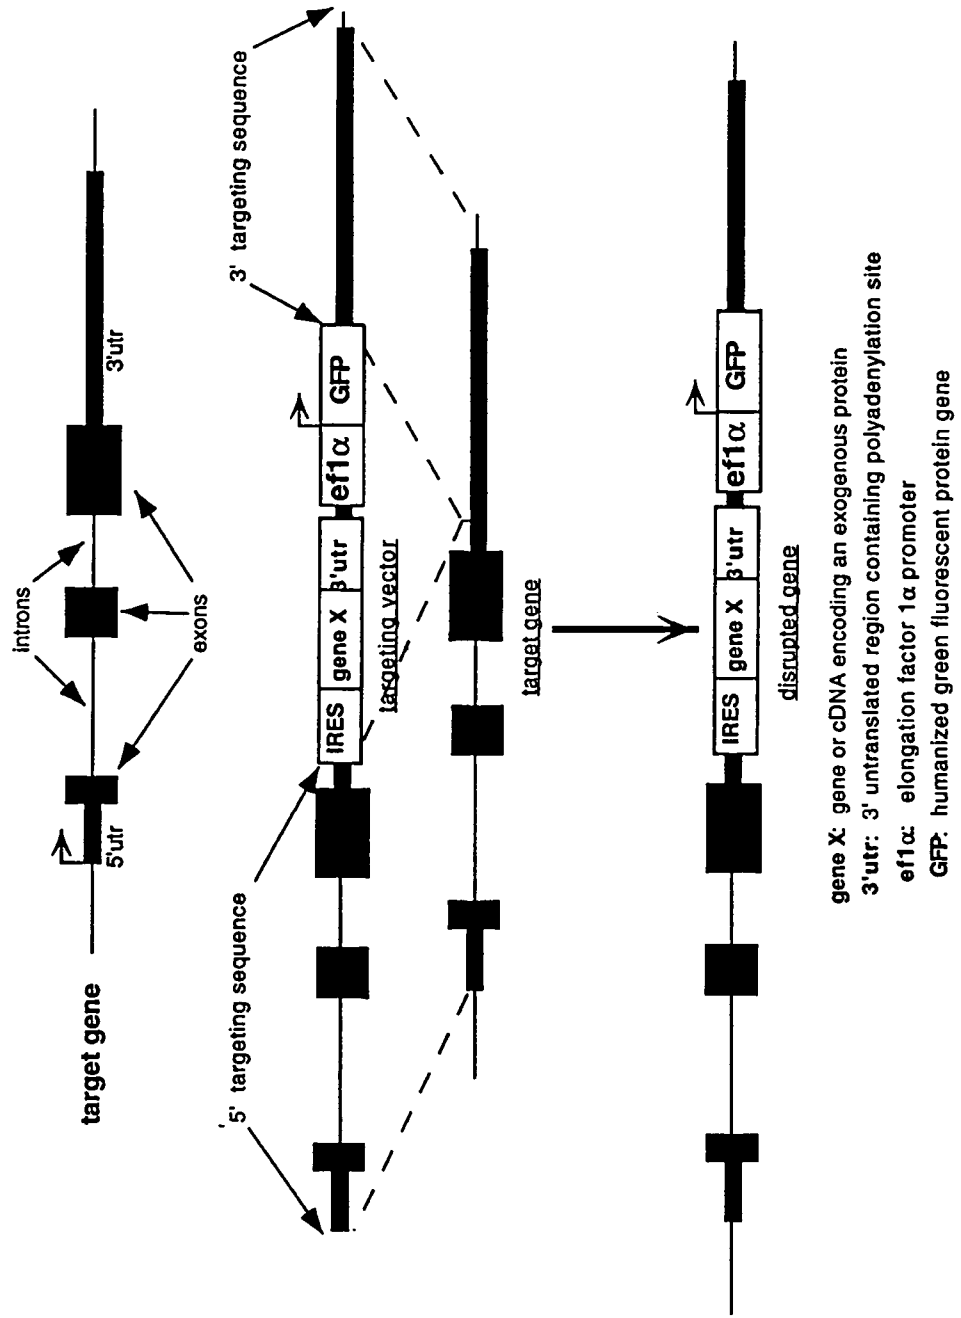 target gene
5'utr
introns
exons
3'utr
5' targeting sequence
3' targeting sequence
IRES
gene X
3'utr
ef1α
GFP
targeting vector
target gene
IRES
gene X
3'utr
ef1α
GFP
disrupted gene
gene X: gene or cDNA encoding an exogenous protein
3'utr: 3' untranslated region containing polyadenylation site
ef1α: elongation factor 1α promoter
GFP: humanized green fluorescent protein gene